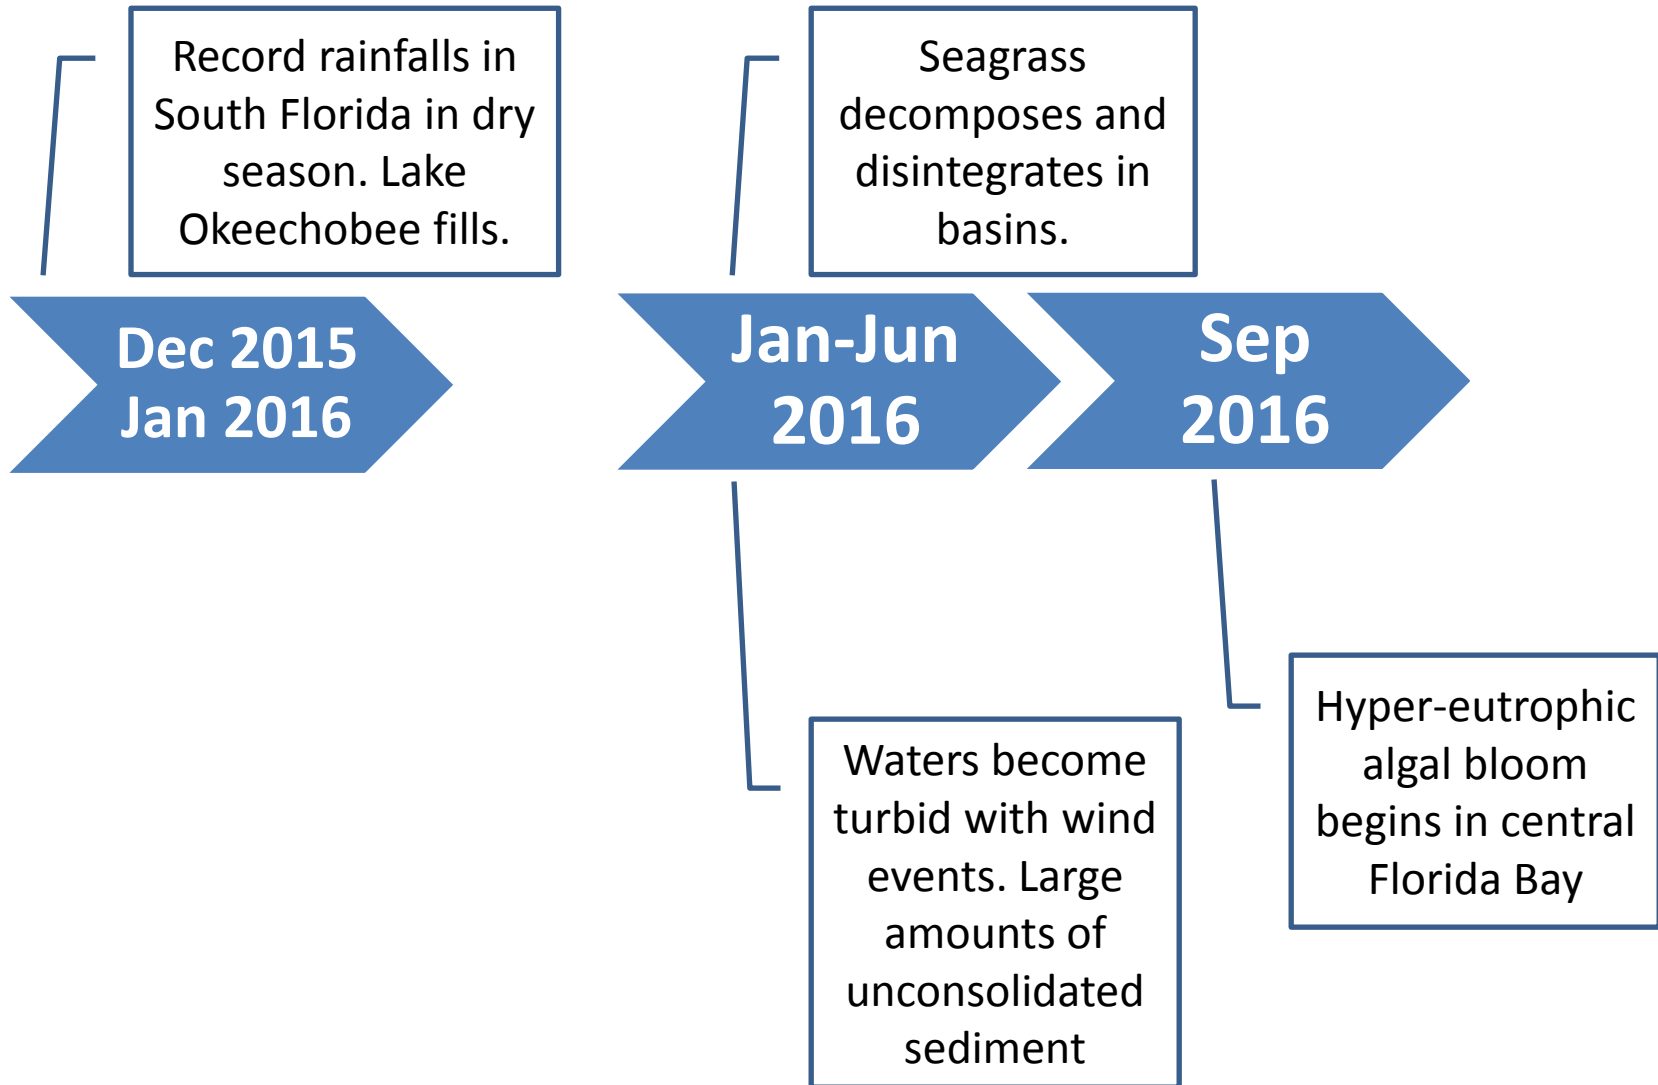 Record rainfalls in
South Florida in dry
season. Lake
Okeechobee fills.
Seagrass
decomposes and
disintegrates in
basins.
Dec 2015
Jan 2016
Jan-Jun
2016
Sep
2016
Waters become
turbid with wind
events. Large
amounts of
unconsolidated
sediment
Hyper-eutrophic
algal bloom
begins in central
Florida Bay